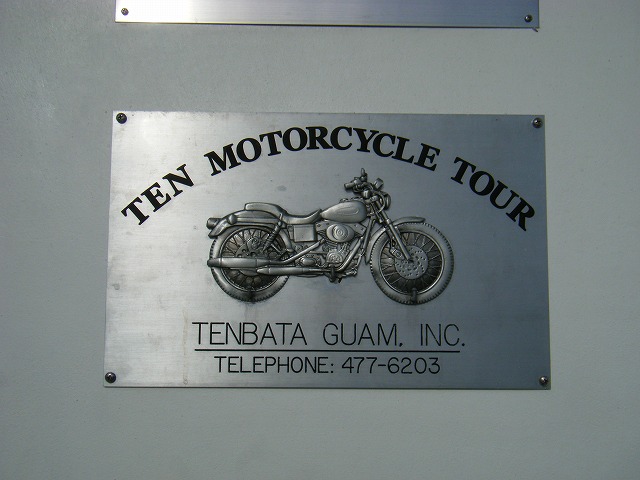 TEN MOTORCYCLE TOUR
TENBATA GUAM, INC.
TELEPHONE: 477-6203